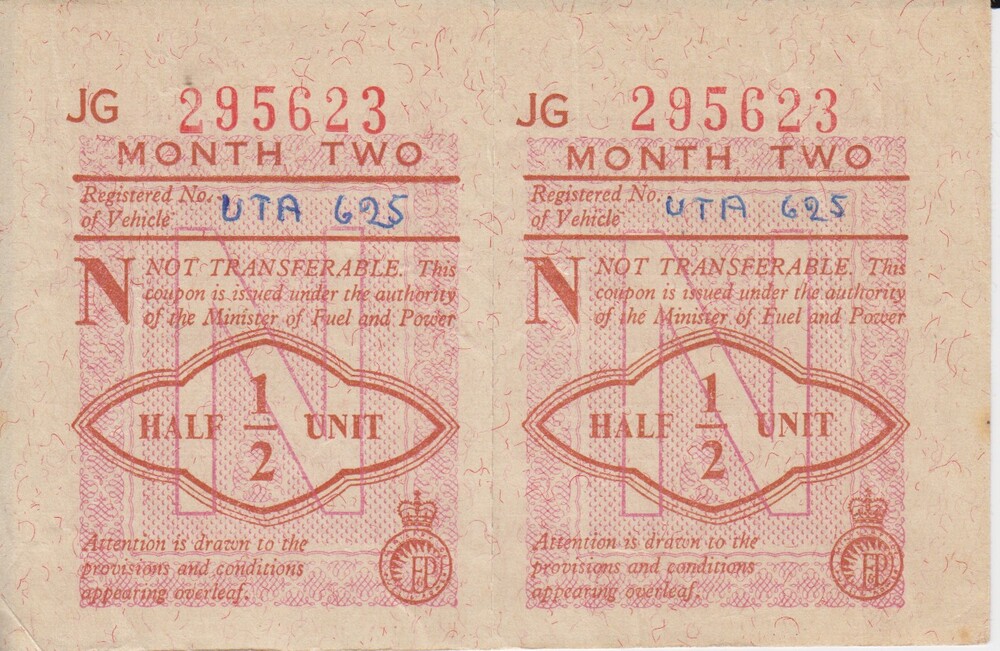 JG 295623
MONTH TWO
Registered No.
of Vehicle UTA 625
N NOT TRANSFERABLE. This
coupon is issued under the authority
of the Minister of Fuel and Power
HALF 1/2 UNIT
Attention is drawn to the
provisions and conditions
appearing overleaf.
JG 295623
MONTH TWO
Registered No.
of Vehicle UTA 625
N NOT TRANSFERABLE. This
coupon is issued under the authority
of the Minister of Fuel and Power
HALF 1/2 UNIT
Attention is drawn to the
provisions and conditions
appearing overleaf.